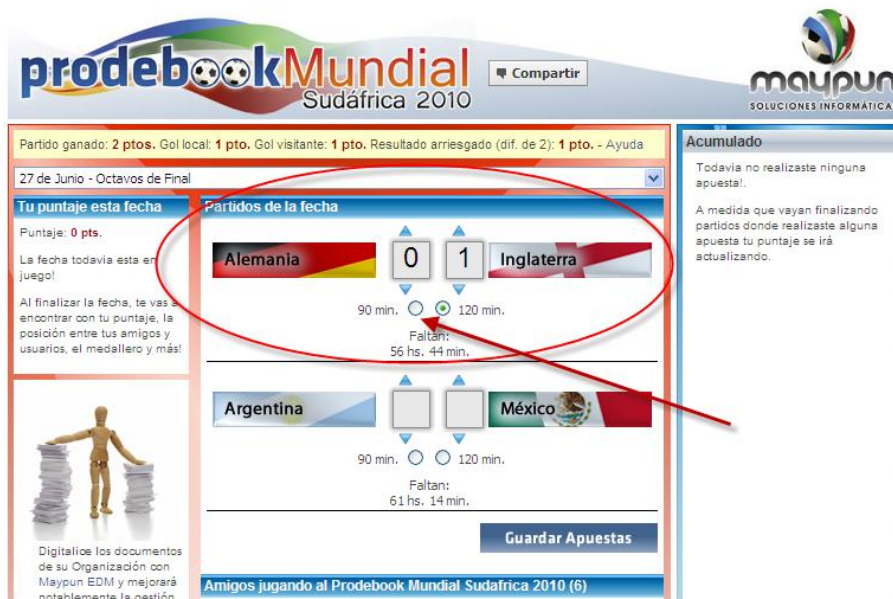 prodebookMundial
Sudáfrica 2010
Compartir
maypun
SOLUCIONES INFORMÁTICA
Partido ganado: 2 ptos. Gol local: 1 pto. Gol visitante: 1 pto. Resultado arriesgado (dif. de 2): 1 pto. - Ayuda
27 de Junio - Octavos de Final
Tu puntaje esta fecha
Puntaje: 0 pts.
La fecha todavia esta en
juego!
Al finalizar la fecha, te vas a
encontrar con tu puntaje, la
posición entre tus amigos y
usuarios, el medallero y más!
Digitalice los documentos
de su Organización con
Maypun EDM y mejorará
notablemente la gestión
Partidos de la fecha
Alemania 0 1 Inglaterra
90 min. 120 min.
Faltan:
56 hs. 44 min.
Argentina México
90 min. 120 min.
Faltan:
61 hs. 14 min.
Guardar Apuestas
Amigos jugando al Prodebook Mundial Sudafrica 2010 (6)
Acumulado
Todavia no realizaste ninguna
apuesta!.
A medida que vayan finalizando
partidos donde realizaste alguna
apuesta tu puntaje se irá
actualizando.